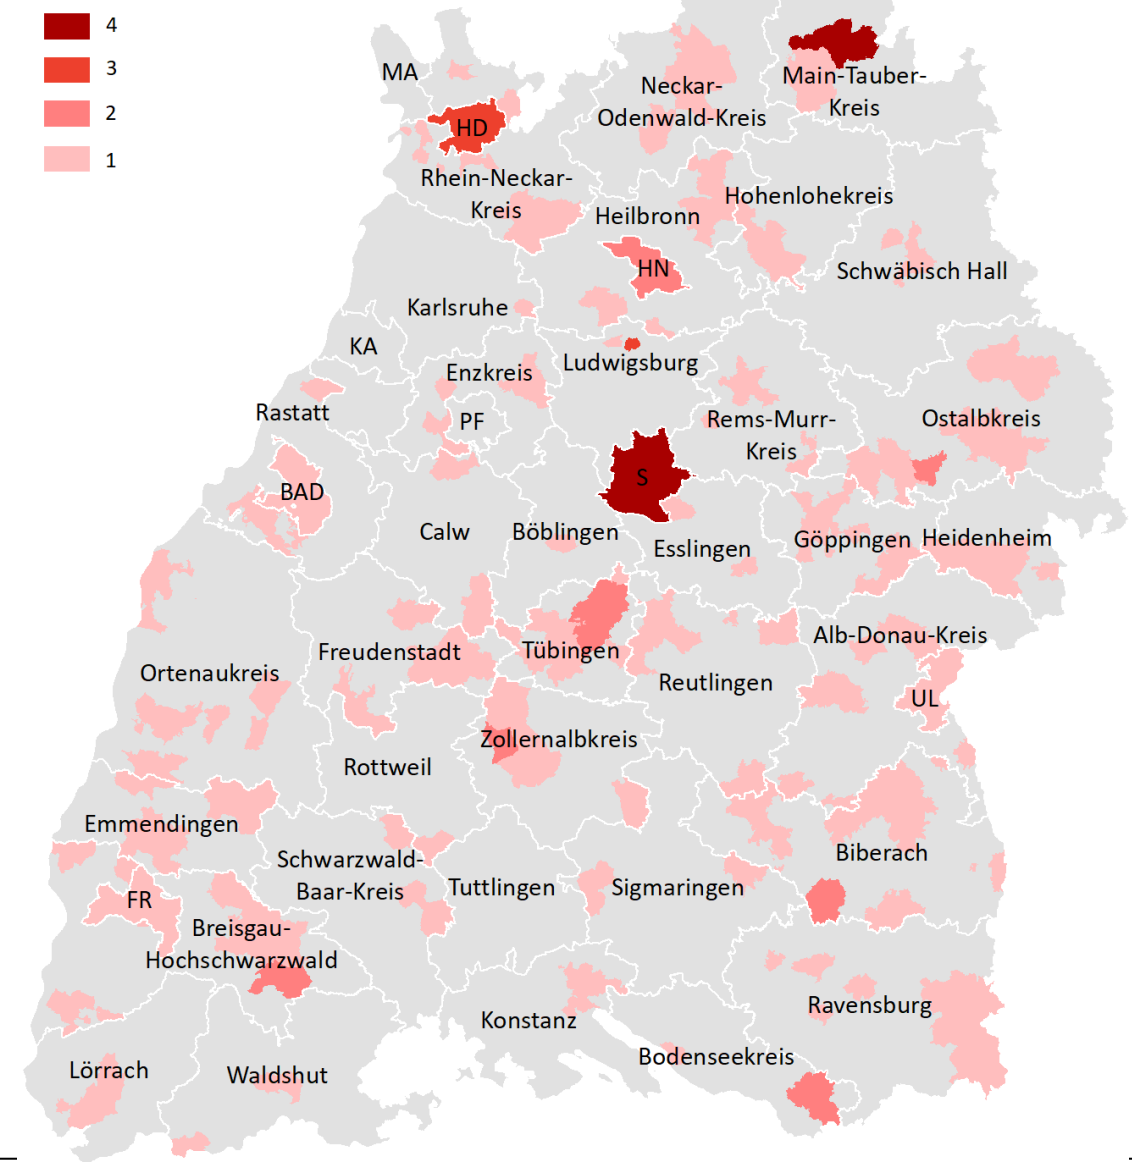 4
3
2
1
MA
Neckar-
Odenwald-Kreis
Main-Tauber-
Kreis
HD
Rhein-Neckar-
Kreis
Heilbronn
Hohenlohekreis
HN
Schwäbisch Hall
Karlsruhe
KA
Enzkreis
Ludwigsburg
Rastatt
PF
Rems-Murr-
Kreis
Ostalbkreis
BAD
S
Calw
Böblingen
Esslingen
Göppingen
Heidenheim
Freudenstadt
Tübingen
Alb-Donau-Kreis
Ortenaukreis
Reutlingen
UL
Zollernalbkreis
Rottweil
Emmendingen
Schwarzwald-
Baar-Kreis
Tuttlingen
Sigmaringen
Biberach
FR
Breisgau-
Hochschwarzwald
Konstanz
Ravensburg
Lörrach
Waldshut
Bodenseekreis